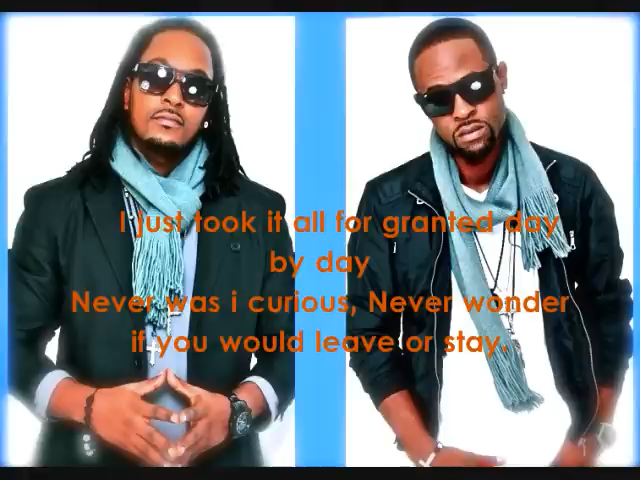 I just took it all for granted day
by day
Never was i curious, Never wonder
if you would leave or stay.